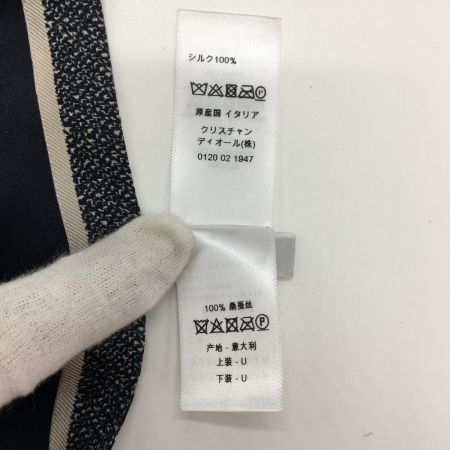 シルク100%
原産国 イタリア
クリスチャン
ディオール(株)
0120 02 1947
100% 桑蚕丝
产地 - 意大利
上装 - U
下装 - U